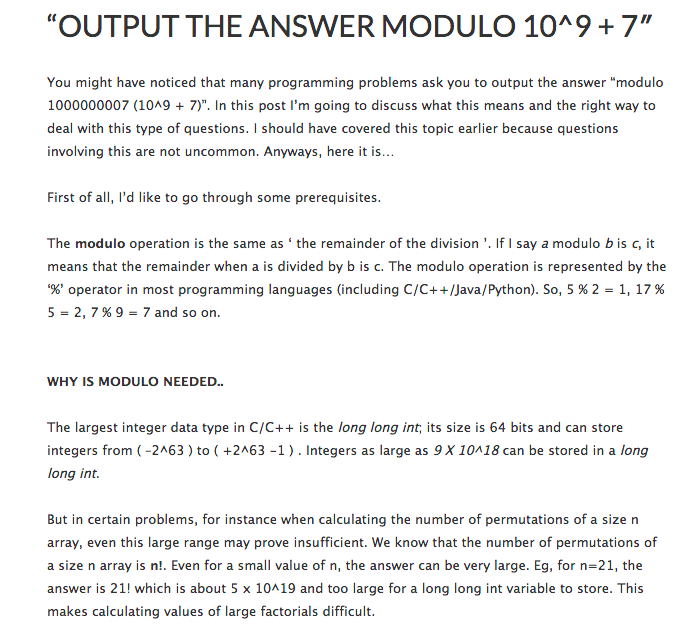 “OUTPUT THE ANSWER MODULO 10^9 + 7″
You might have noticed that many programming problems ask you to output the answer “modulo
1000000007 (10^9 + 7)”. In this post I’m going to discuss what this means and the right way to
deal with this type of questions. I should have covered this topic earlier because questions
involving this are not uncommon. Anyways, here it is…
First of all, I’d like to go through some prerequisites.
The modulo operation is the same as ‘ the remainder of the division ’. If I say a modulo b is c, it
means that the remainder when a is divided by b is c. The modulo operation is represented by the
‘%’ operator in most programming languages (including C/C++/Java/Python). So, 5 % 2 = 1, 17 %
5 = 2, 7 % 9 = 7 and so on.
WHY IS MODULO NEEDED..
The largest integer data type in C/C++ is the long long int; its size is 64 bits and can store
integers from ( –2^63 ) to ( +2^63 –1 ) . Integers as large as 9 X 10^18 can be stored in a long
long int.
But in certain problems, for instance when calculating the number of permutations of a size n
array, even this large range may prove insufficient. We know that the number of permutations of
a size n array is n!. Even for a small value of n, the answer can be very large. Eg, for n=21, the
answer is 21! which is about 5 x 10^19 and too large for a long long int variable to store. This
makes calculating values of large factorials difficult.